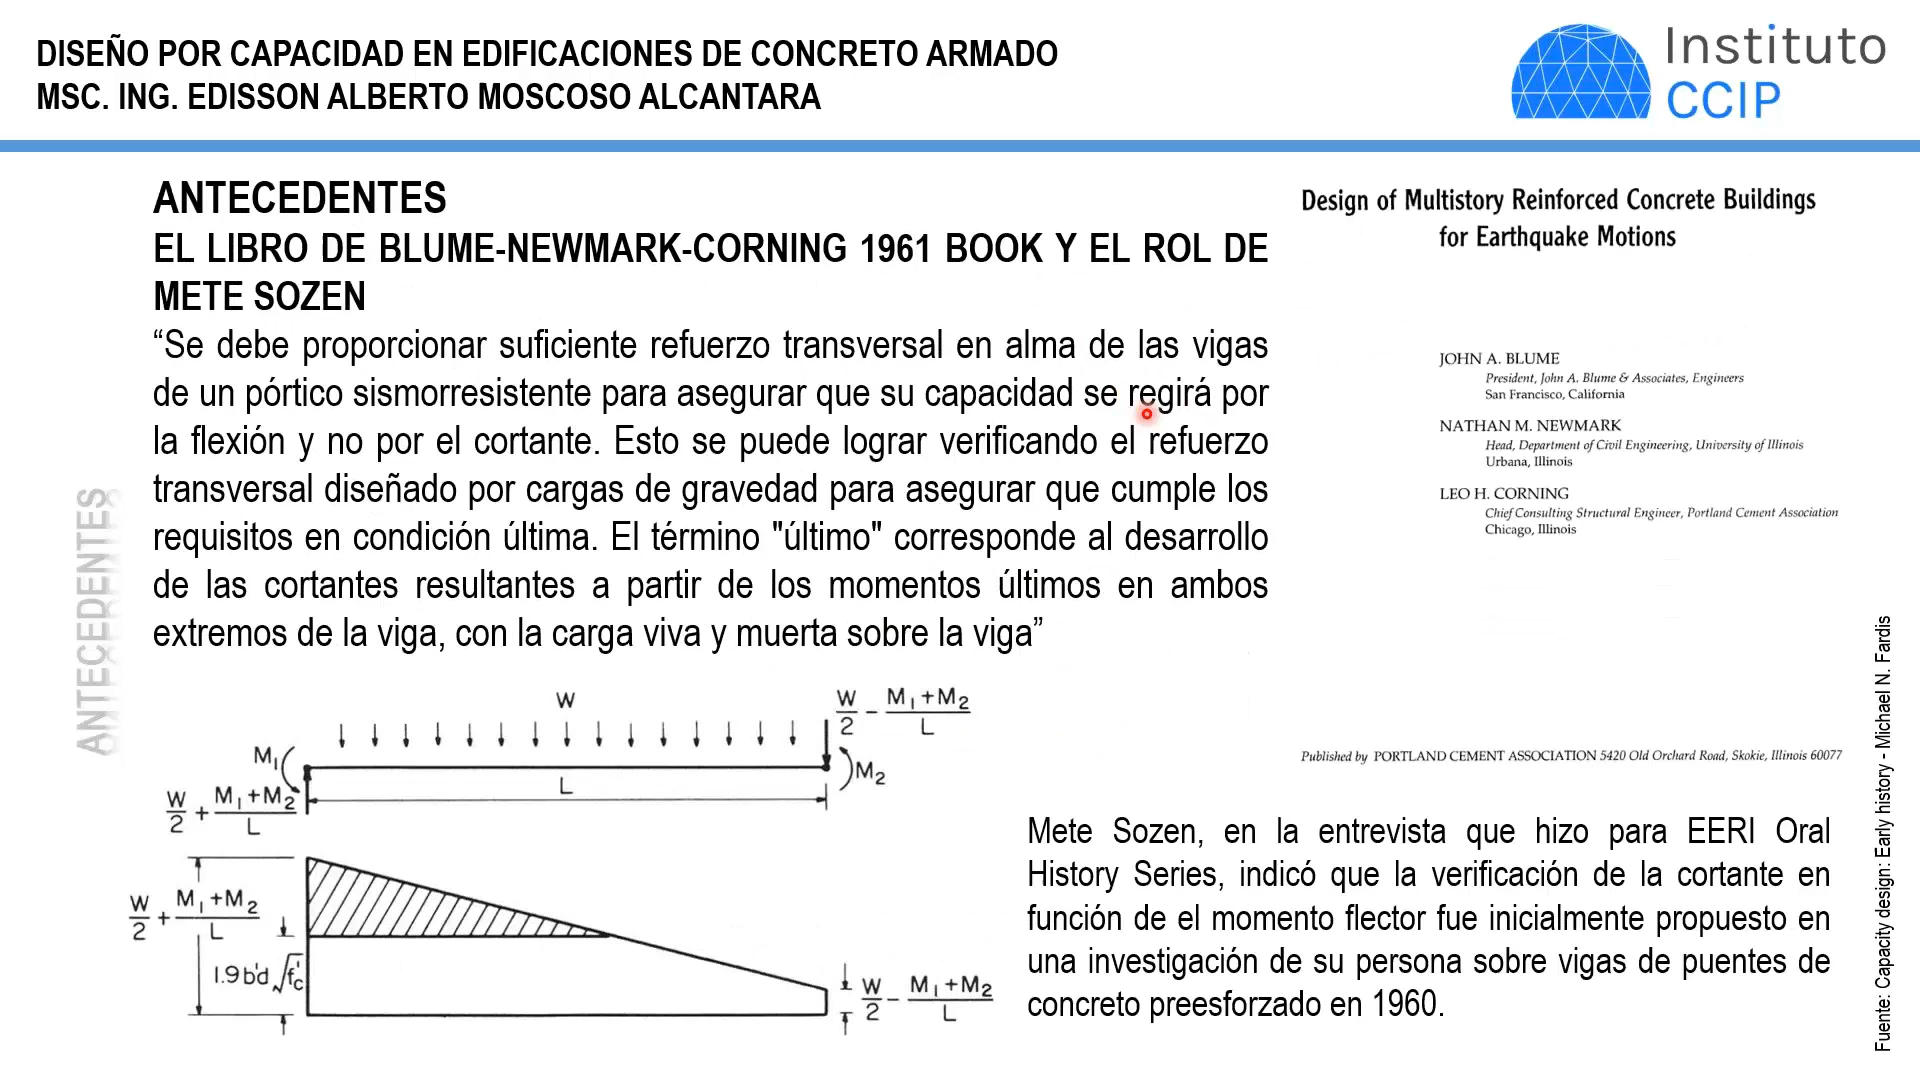 DISEÑO POR CAPACIDAD EN EDIFICACIONES DE CONCRETO ARMADO
MSC. ING. EDISSON ALBERTO MOSCOSO ALCANTARA
Instituto
CCIP
ANTECEDENTES
ANTECEDENTES
EL LIBRO DE BLUME-NEWMARK-CORNING 1961 BOOK Y EL ROL DE
METE SOZEN
“Se debe proporcionar suficiente refuerzo transversal en alma de las vigas
de un pórtico sismorresistente para asegurar que su capacidad se regirá por
la flexión y no por el cortante. Esto se puede lograr verificando el refuerzo
transversal diseñado por cargas de gravedad para asegurar que cumple los
requisitos en condición última. El término "último" corresponde al desarrollo
de las cortantes resultantes a partir de los momentos últimos en ambos
extremos de la viga, con la carga viva y muerta sobre la viga”
Design of Multistory Reinforced Concrete Buildings
for Earthquake Motions
JOHN A. BLUME
President, John A. Blume & Associates, Engineers
San Francisco, California
NATHAN M. NEWMARK
Head, Department of Civil Engineering, University of Illinois
Urbana, Illinois
LEO H. CORNING
Chief Consulting Structural Engineer, Portland Cement Association
Chicago, Illinois
Published by PORTLAND CEMENT ASSOCIATION 5420 Old Orchard Road, Skokie, Illinois 60077
W
W/2 - (M₁+M₂)/L
M₁
M₂
L
W/2 + (M₁+M₂)/L
W/2 + (M₁+M₂)/L
1.9 b'd √f'c
W/2 - (M₁+M₂)/L
Mete Sozen, en la entrevista que hizo para EERI Oral
History Series, indicó que la verificación de la cortante en
función de el momento flector fue inicialmente propuesto en
una investigación de su persona sobre vigas de puentes de
concreto preesforzado en 1960.
Fuente: Capacity design: Early history - Michael N. Fardis